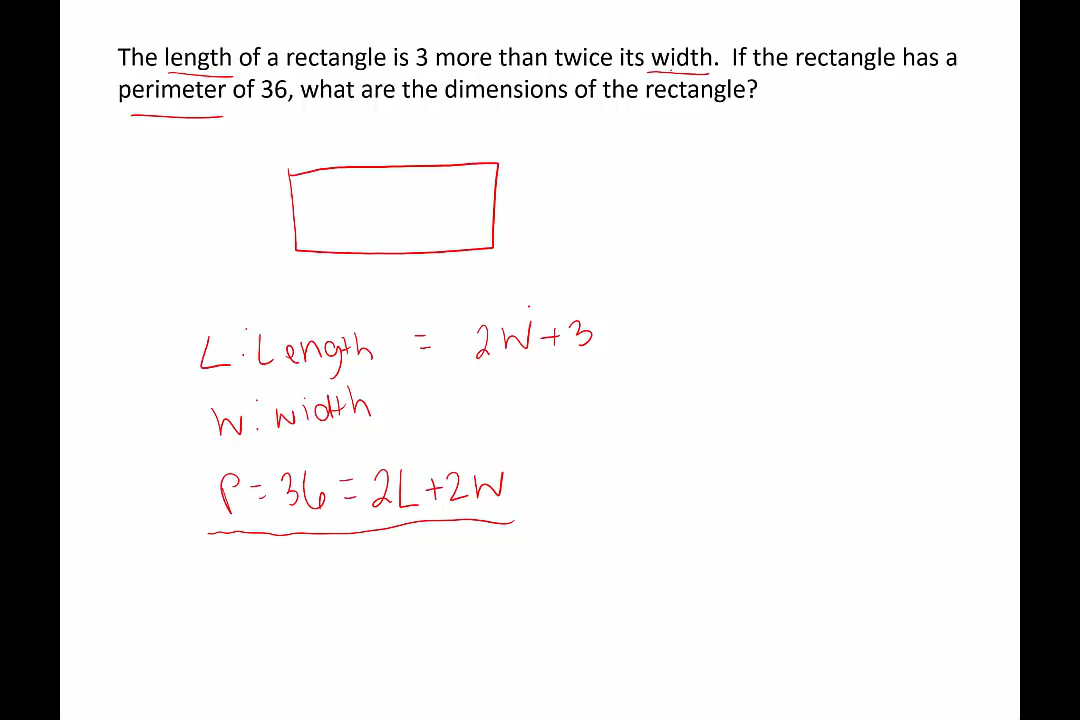 The length of a rectangle is 3 more than twice its width. If the rectangle has a
perimeter of 36, what are the dimensions of the rectangle?
L : Length = 2W + 3
W : width
P = 36 = 2L + 2W